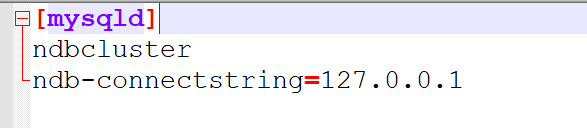 [mysqld]
ndbcluster
ndb-connectstring=127.0.0.1